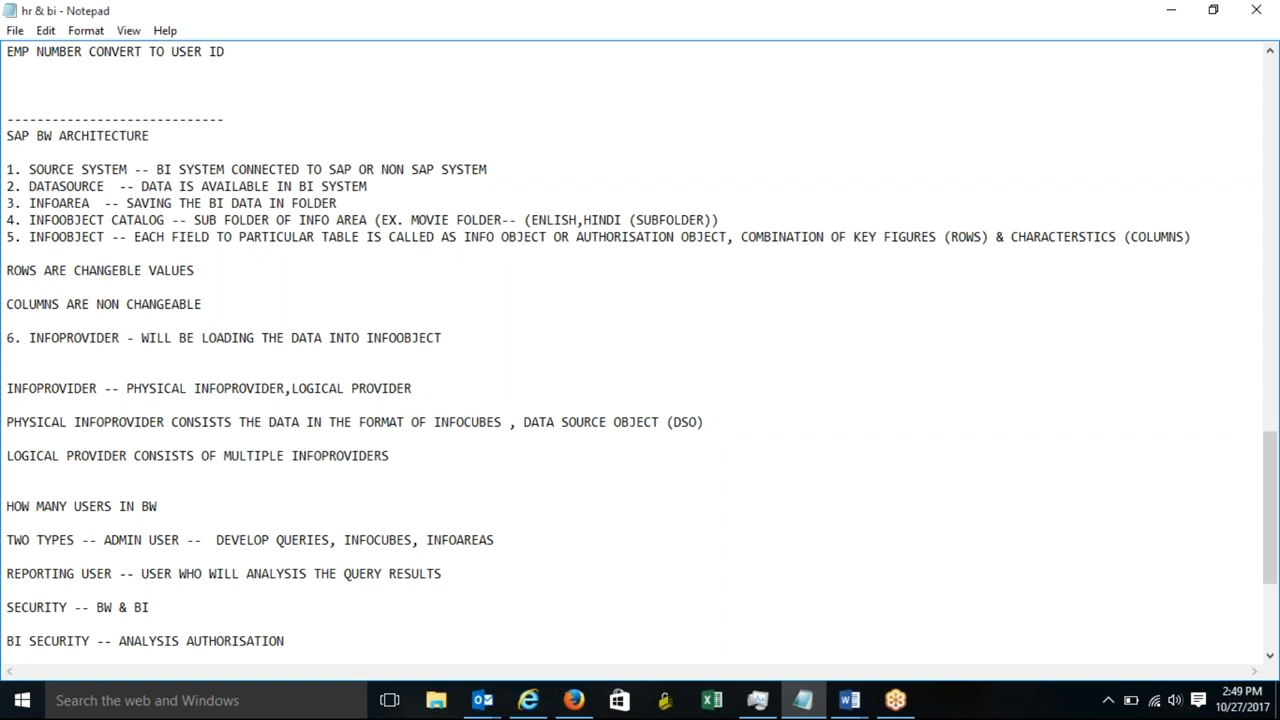 hr & bi - Notepad
File Edit Format View Help
EMP NUMBER CONVERT TO USER ID
-----------------------------
SAP BW ARCHITECTURE
1. SOURCE SYSTEM -- BI SYSTEM CONNECTED TO SAP OR NON SAP SYSTEM
2. DATASOURCE -- DATA IS AVAILABLE IN BI SYSTEM
3. INFOAREA -- SAVING THE BI DATA IN FOLDER
4. INFOOBJECT CATALOG -- SUB FOLDER OF INFO AREA (EX. MOVIE FOLDER-- (ENLISH,HINDI (SUBFOLDER))
5. INFOOBJECT -- EACH FIELD TO PARTICULAR TABLE IS CALLED AS INFO OBJECT OR AUTHORISATION OBJECT, COMBINATION OF KEY FIGURES (ROWS) & CHARACTERSTICS (COLUMNS)
ROWS ARE CHANGEBLE VALUES
COLUMNS ARE NON CHANGEABLE
6. INFOPROVIDER - WILL BE LOADING THE DATA INTO INFOOBJECT
INFOPROVIDER -- PHYSICAL INFOPROVIDER,LOGICAL PROVIDER
PHYSICAL INFOPROVIDER CONSISTS THE DATA IN THE FORMAT OF INFOCUBES , DATA SOURCE OBJECT (DSO)
LOGICAL PROVIDER CONSISTS OF MULTIPLE INFOPROVIDERS
HOW MANY USERS IN BW
TWO TYPES -- ADMIN USER -- DEVELOP QUERIES, INFOCUBES, INFOAREAS
REPORTING USER -- USER WHO WILL ANALYSIS THE QUERY RESULTS
SECURITY -- BW & BI
BI SECURITY -- ANALYSIS AUTHORISATION
Search the web and Windows
2:49 PM
10/27/2017